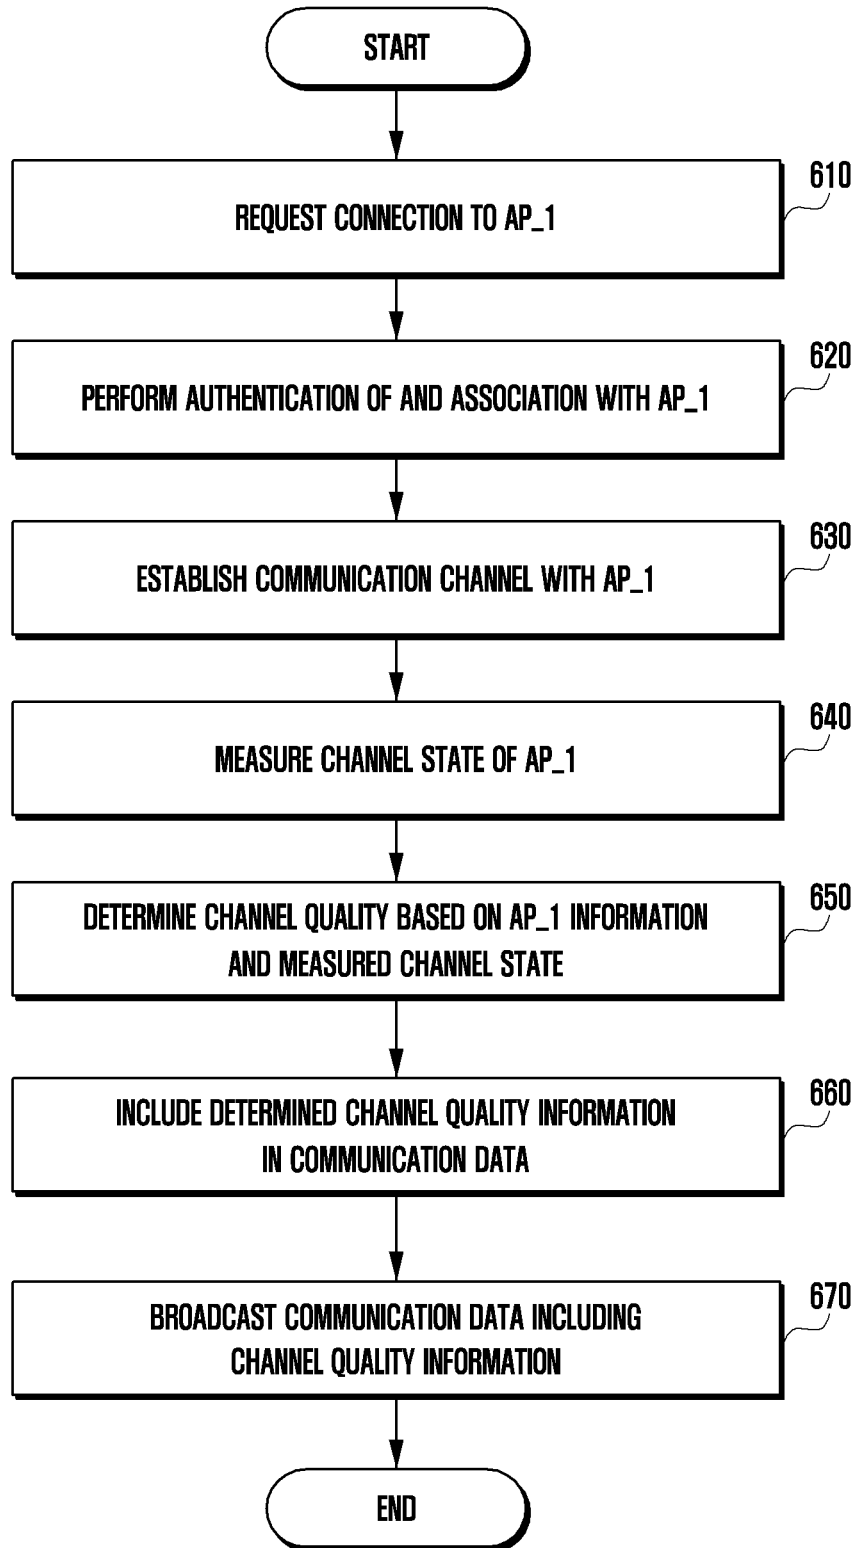 START
610
REQUEST CONNECTION TO AP_1
620
PERFORM AUTHENTICATION OF AND ASSOCIATION WITH AP_1
630
ESTABLISH COMMUNICATION CHANNEL WITH AP_1
640
MEASURE CHANNEL STATE OF AP_1
650
DETERMINE CHANNEL QUALITY BASED ON AP_1 INFORMATION
AND MEASURED CHANNEL STATE
660
INCLUDE DETERMINED CHANNEL QUALITY INFORMATION
IN COMMUNICATION DATA
670
BROADCAST COMMUNICATION DATA INCLUDING
CHANNEL QUALITY INFORMATION
END